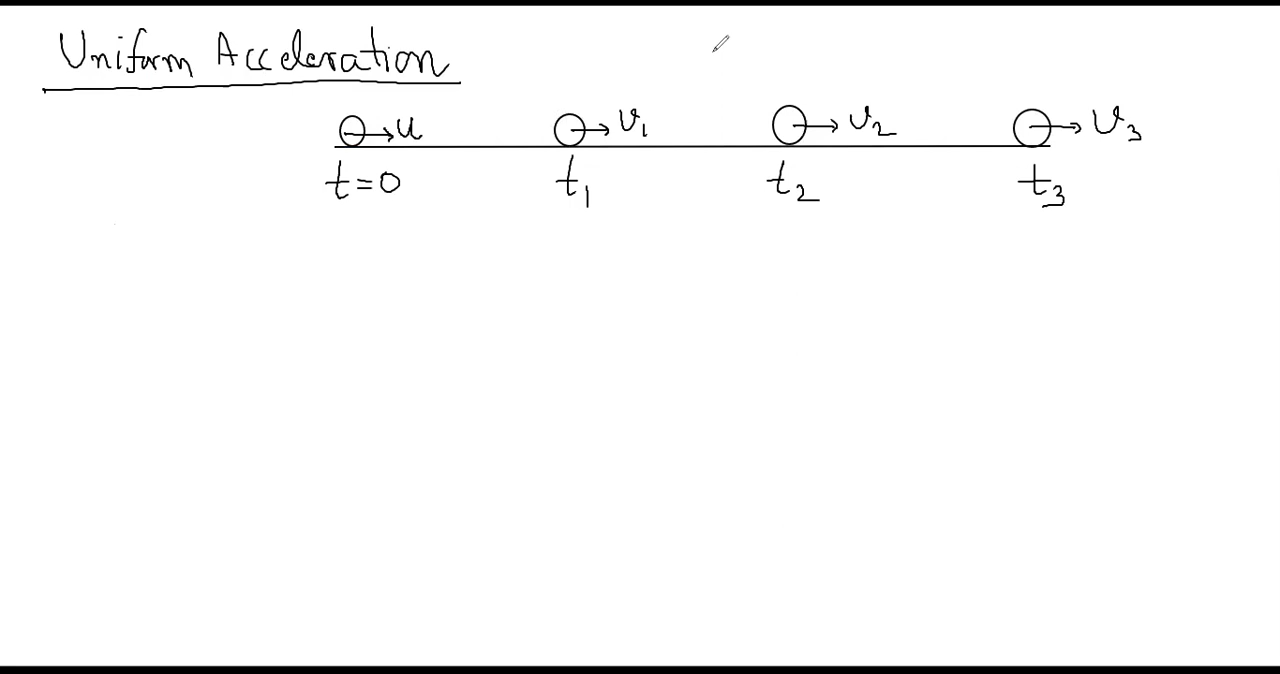 Uniform Acceleration
u v₁ v₂ v₃
t=0 t₁ t₂ t₃